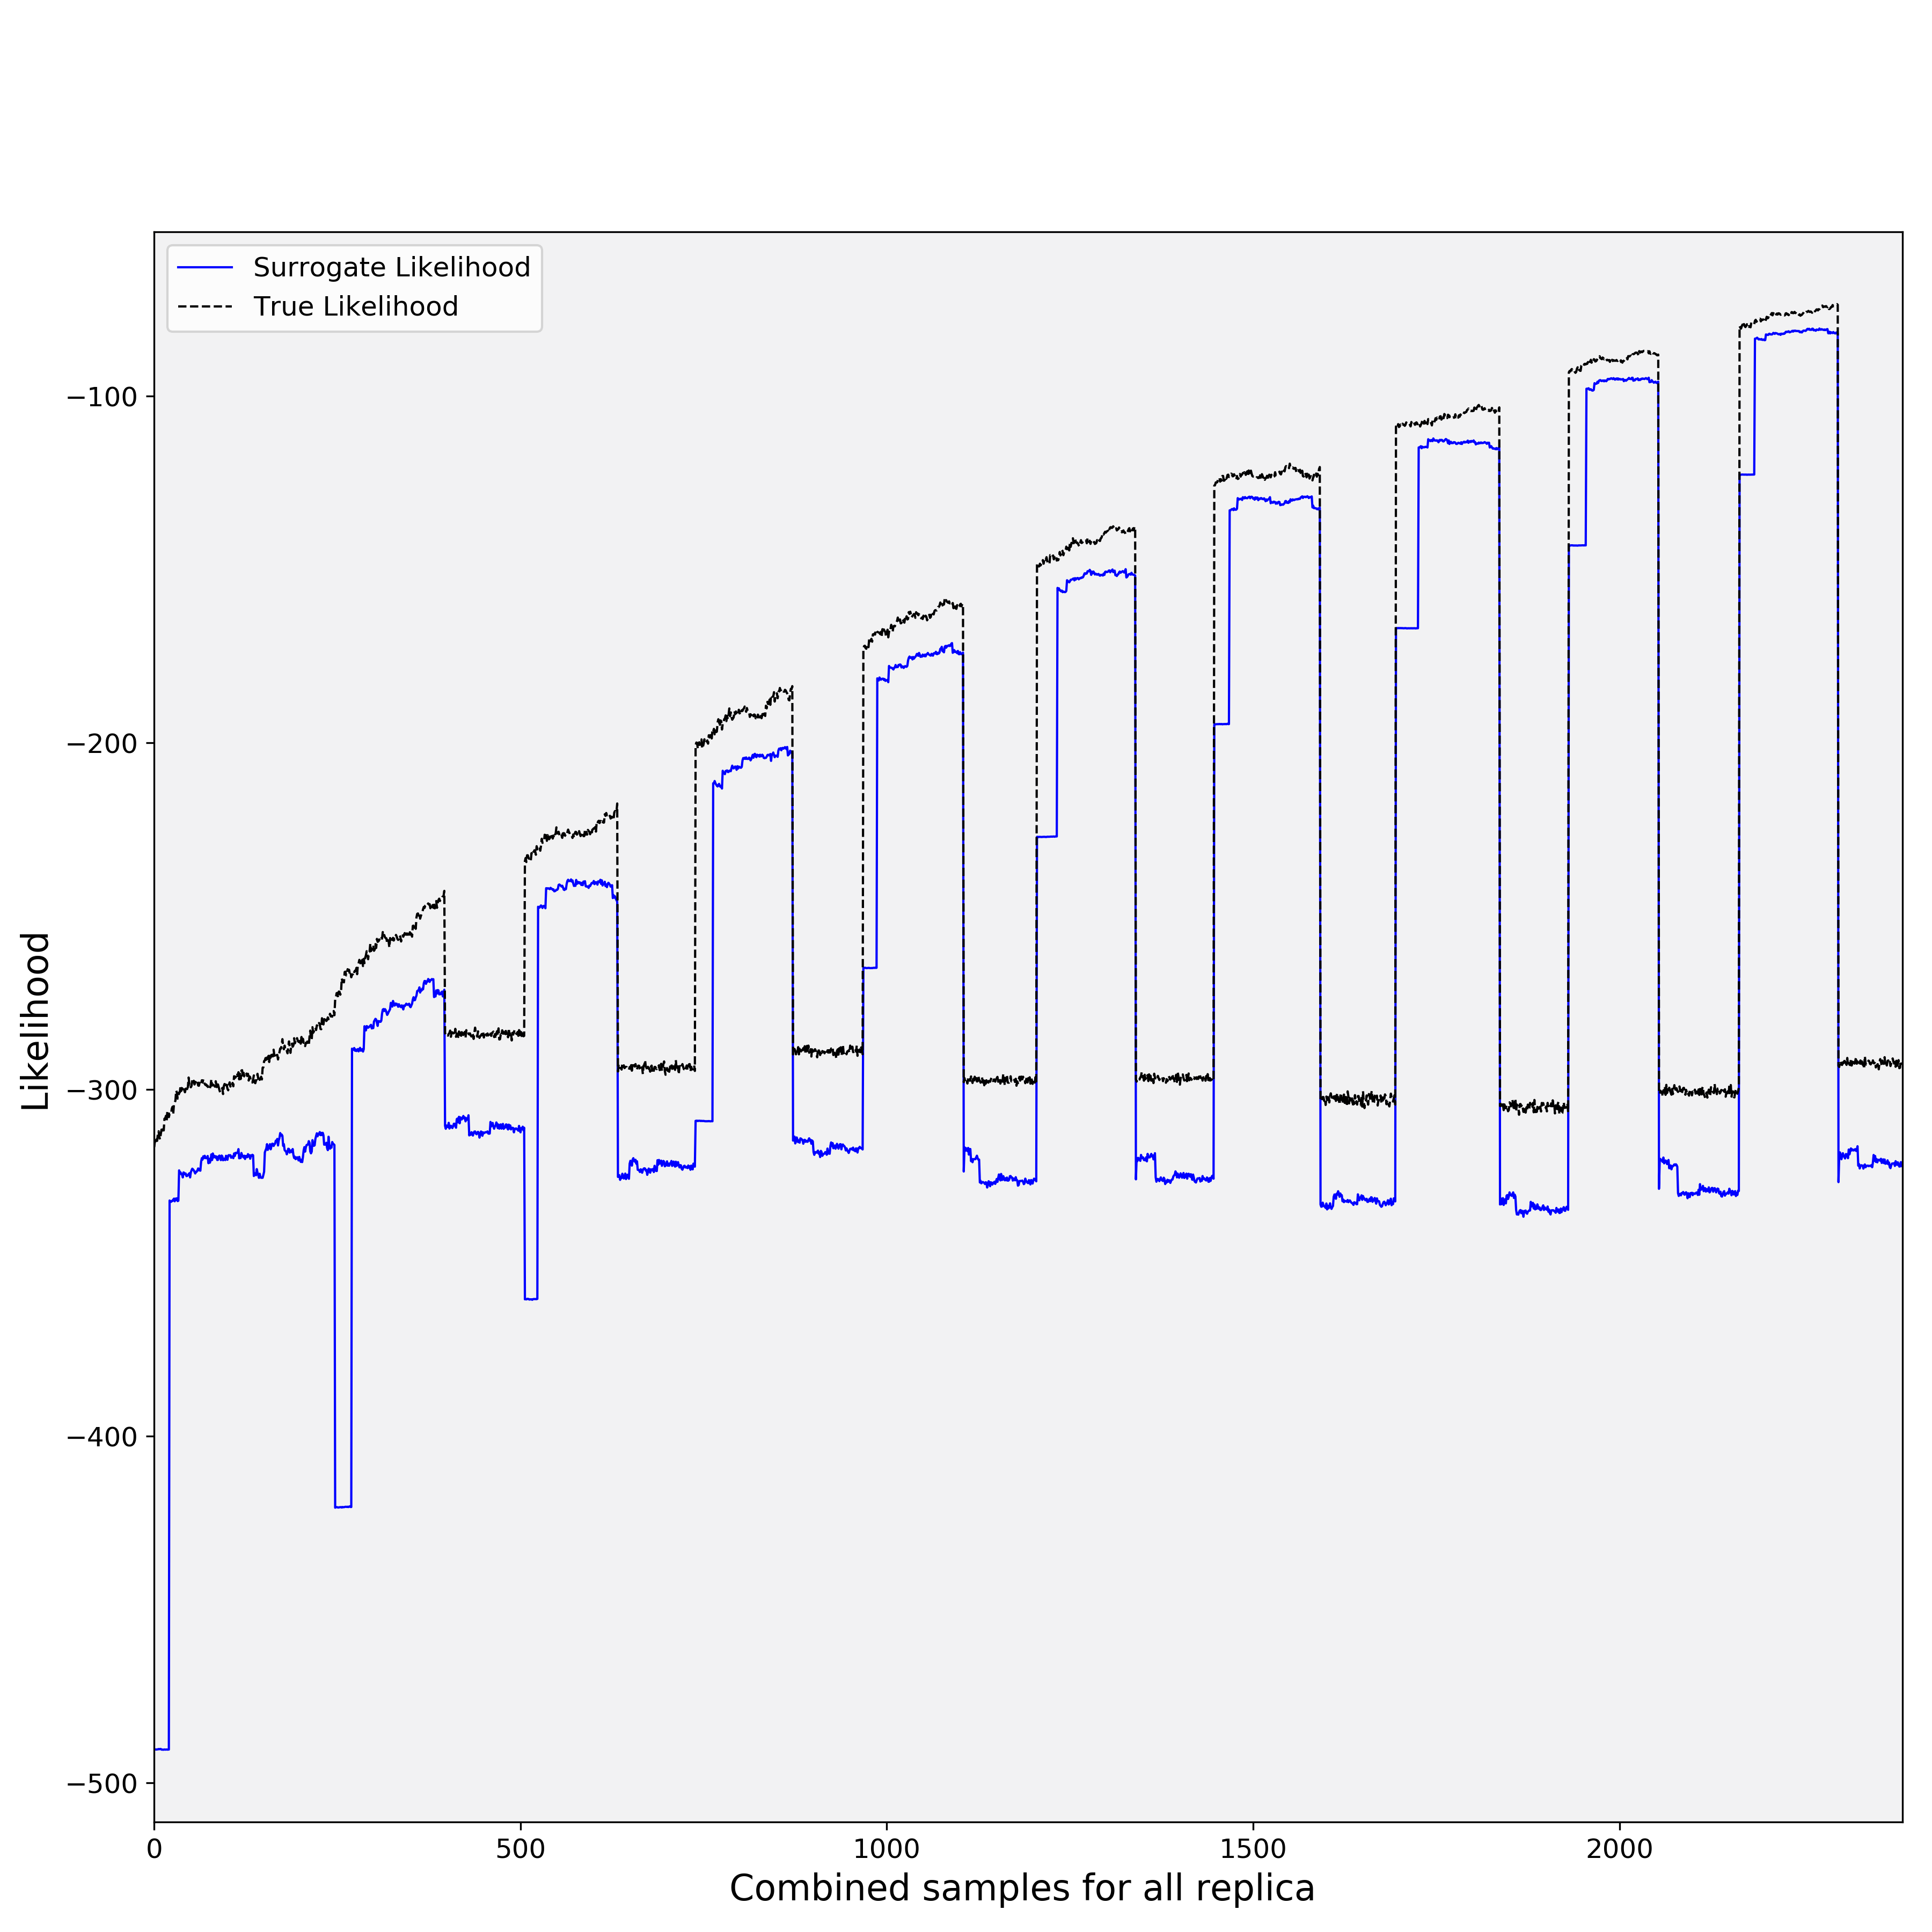 Surrogate Likelihood
True Likelihood
−100
−200
−300
−400
−500
Likelihood
0 500 1000 1500 2000
Combined samples for all replica